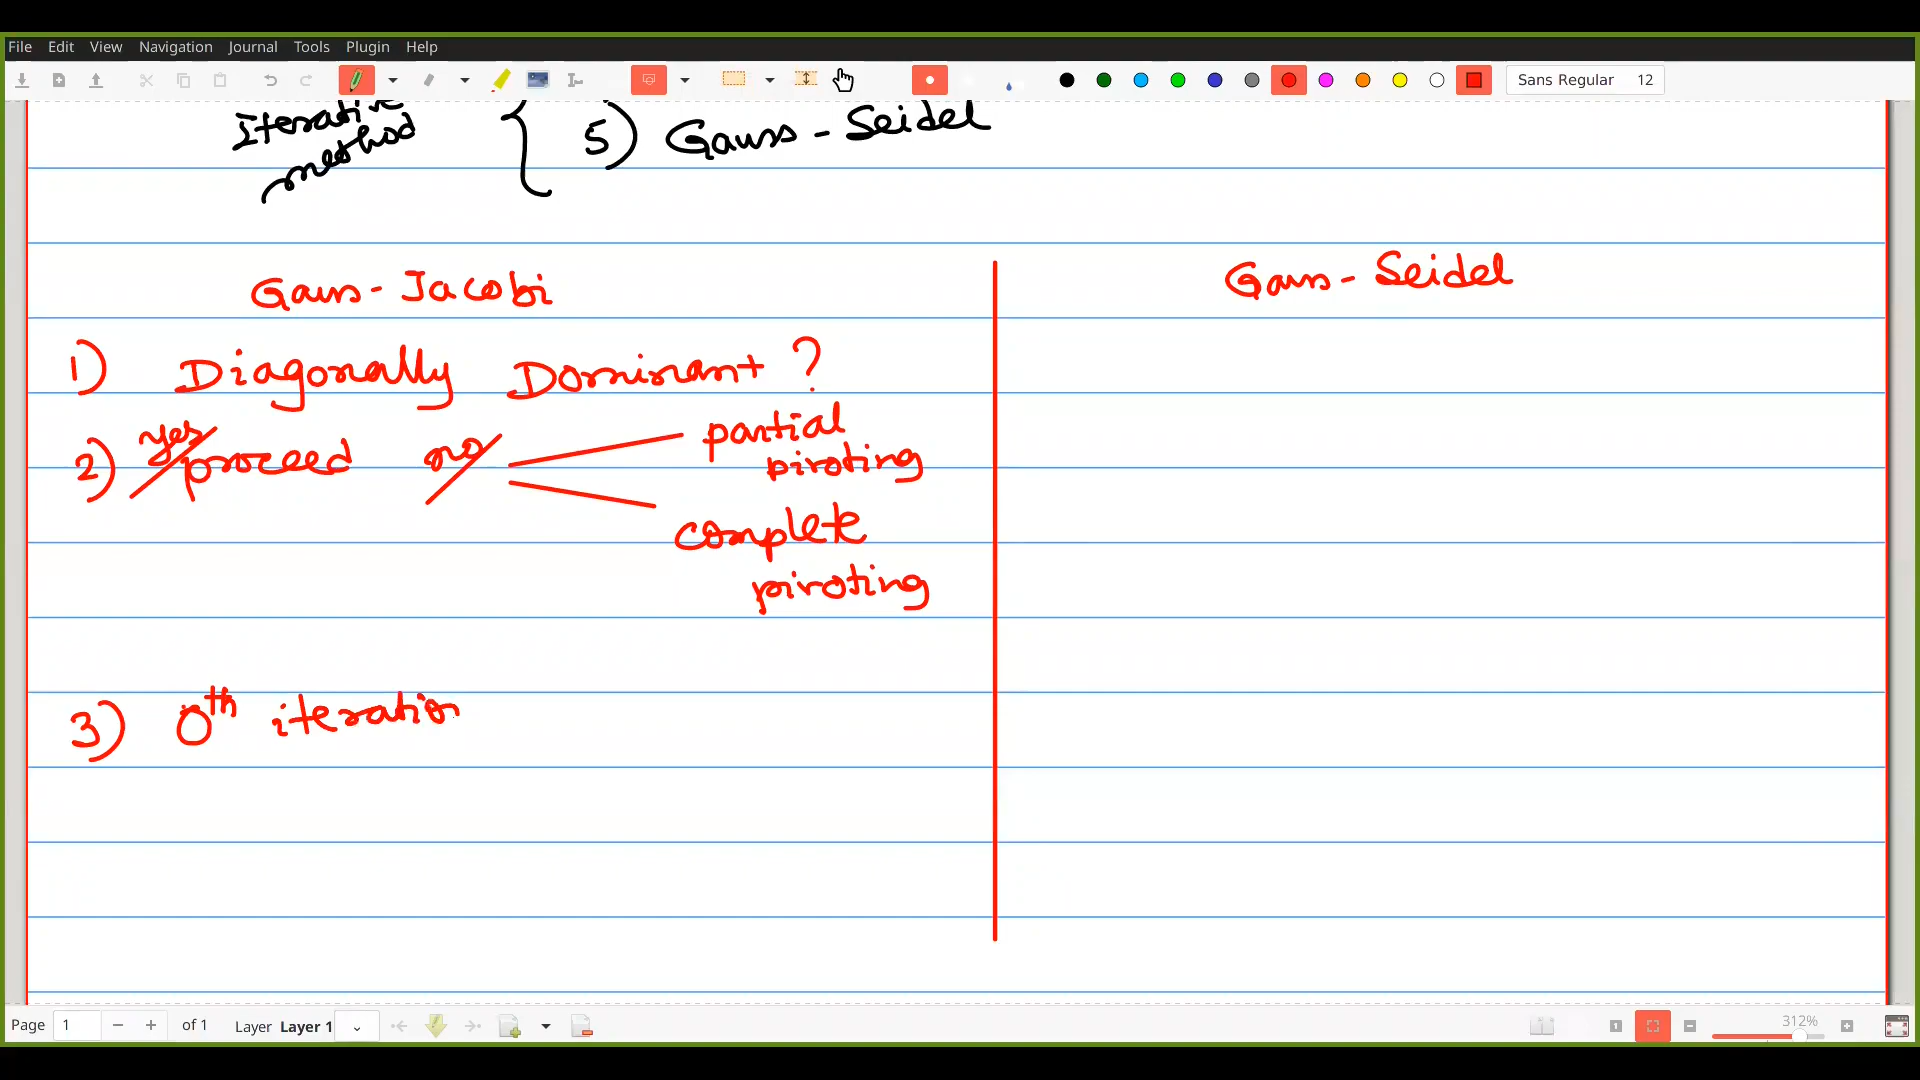 File Edit View Navigation Journal Tools Plugin Help
Sans Regular 12
Iterative
method
5) Gauss - Seidel
Gauss - Jacobi
1) Diagonally Dominant ?
2) yes/proceed no/
partial
pivoting
complete
pivoting
3) 0th iteration
Gauss - Seidel
Page 1 of 1 Layer Layer 1 312%